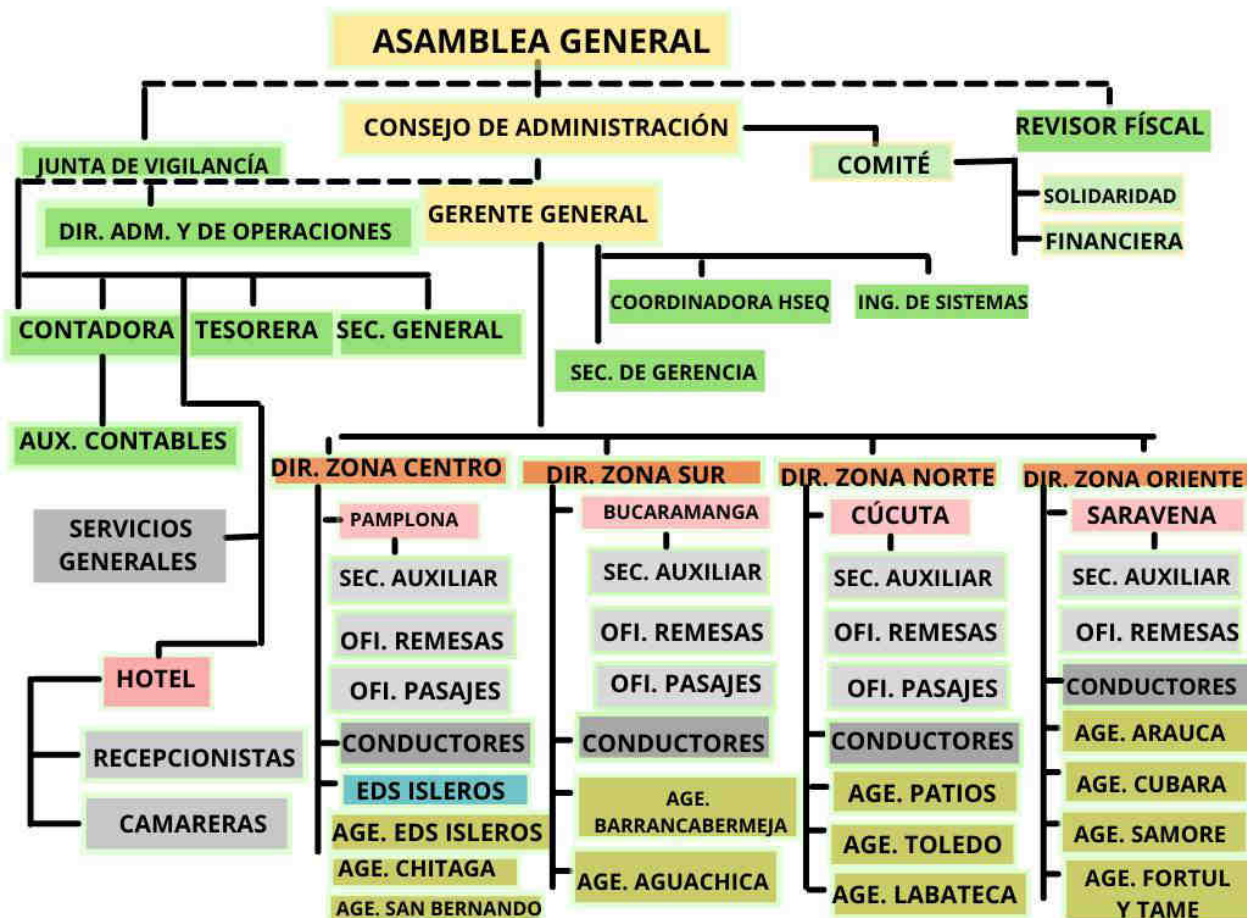 ASAMBLEA GENERAL
CONSEJO DE ADMINISTRACIÓN
REVISOR FÍSCAL
JUNTA DE VIGILANCÍA
COMITÉ
SOLIDARIDAD
FINANCIERA
DIR. ADM. Y DE OPERACIONES
GERENTE GENERAL
COORDINADORA HSEQ
ING. DE SISTEMAS
CONTADORA
TESORERA
SEC. GENERAL
SEC. DE GERENCIA
AUX. CONTABLES
SERVICIOS
GENERALES
HOTEL
RECEPCIONISTAS
CAMARERAS
DIR. ZONA CENTRO
PAMPLONA
SEC. AUXILIAR
OFI. REMESAS
OFI. PASAJES
CONDUCTORES
EDS ISLEROS
AGE. EDS ISLEROS
AGE. CHITAGA
AGE. SAN BERNANDO
DIR. ZONA SUR
BUCARAMANGA
SEC. AUXILIAR
OFI. REMESAS
OFI. PASAJES
CONDUCTORES
AGE.
BARRANCABERMEJA
AGE. AGUACHICA
DIR. ZONA NORTE
CÚCUTA
SEC. AUXILIAR
OFI. REMESAS
OFI. PASAJES
CONDUCTORES
AGE. PATIOS
AGE. TOLEDO
AGE. LABATECA
DIR. ZONA ORIENTE
SARAVENA
SEC. AUXILIAR
OFI. REMESAS
CONDUCTORES
AGE. ARAUCA
AGE. CUBARA
AGE. SAMORE
AGE. FORTUL
Y TAME